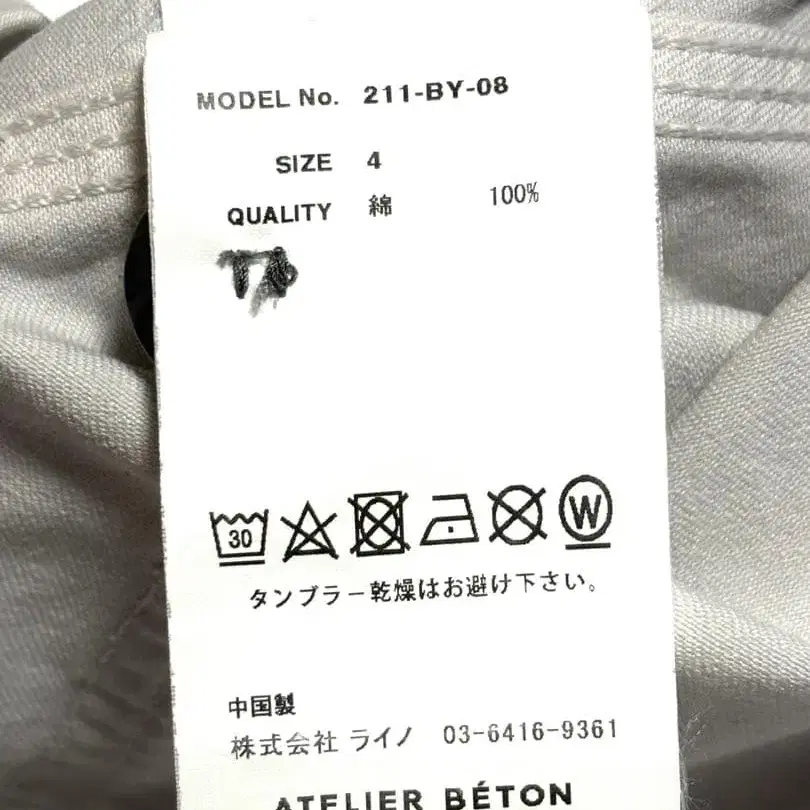 MODEL No. 211-BY-08
SIZE 4
QUALITY 綿 100%
30 W
タンブラー乾燥はお避け下さい。
中国製
株式会社 ライノ 03-6416-9361
ATELIER BÉTON